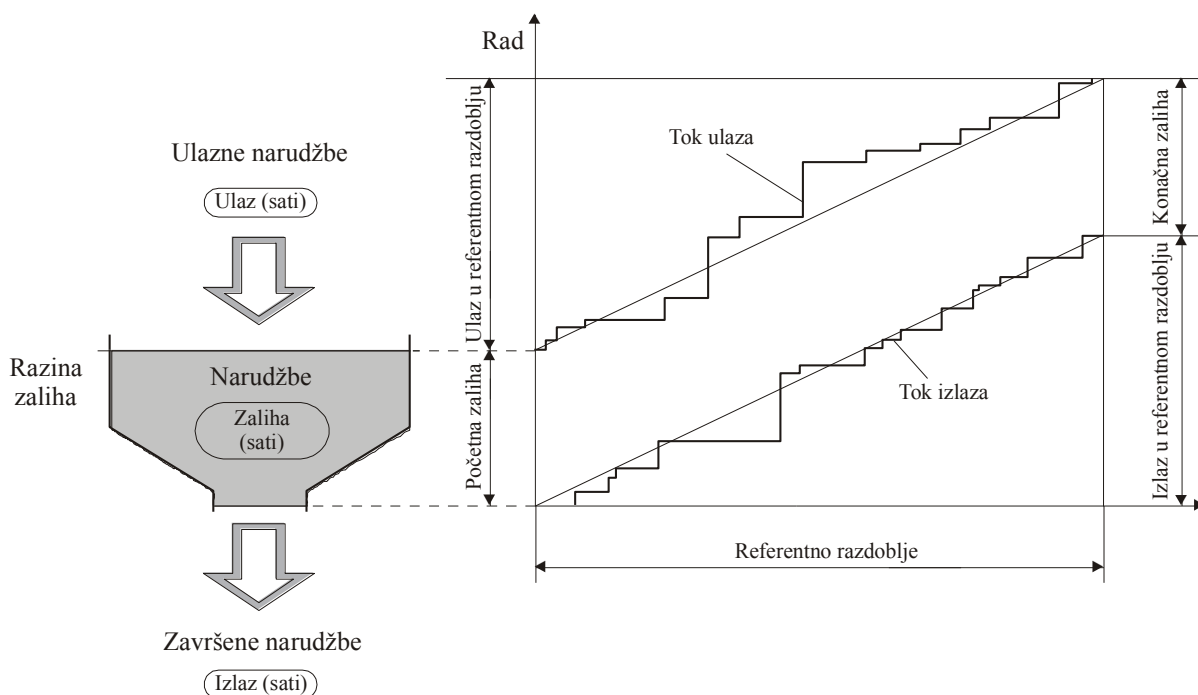 Rad
Ulazne narudžbe
Ulaz (sati)
Razina
zaliha
Narudžbe
Zaliha
(sati)
Završene narudžbe
Izlaz (sati)
Ulaz u referentnom razdoblju
Početna zaliha
Tok ulaza
Tok izlaza
Konačna zaliha
Izlaz u referentnom razdoblju
Referentno razdoblje